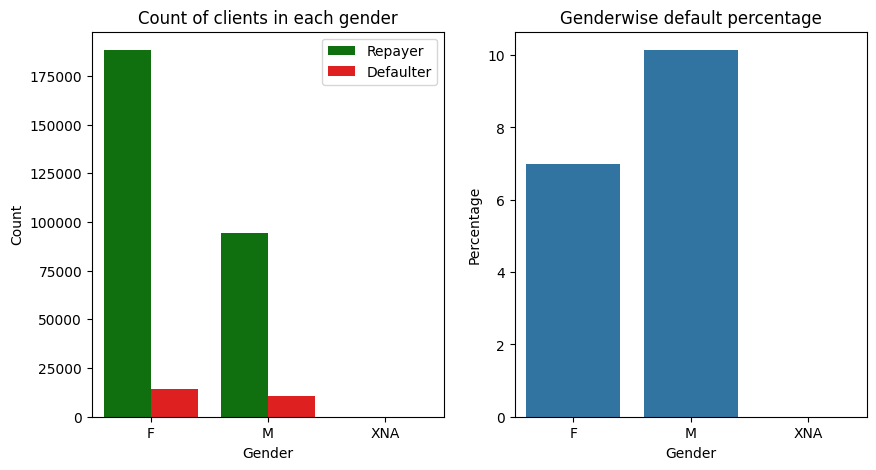 Count of clients in each gender
Repayer
Defaulter
175000
150000
125000
100000
75000
50000
25000
0
Count
F
M
XNA
Gender
Genderwise default percentage
10
8
6
4
2
0
Percentage
F
M
XNA
Gender